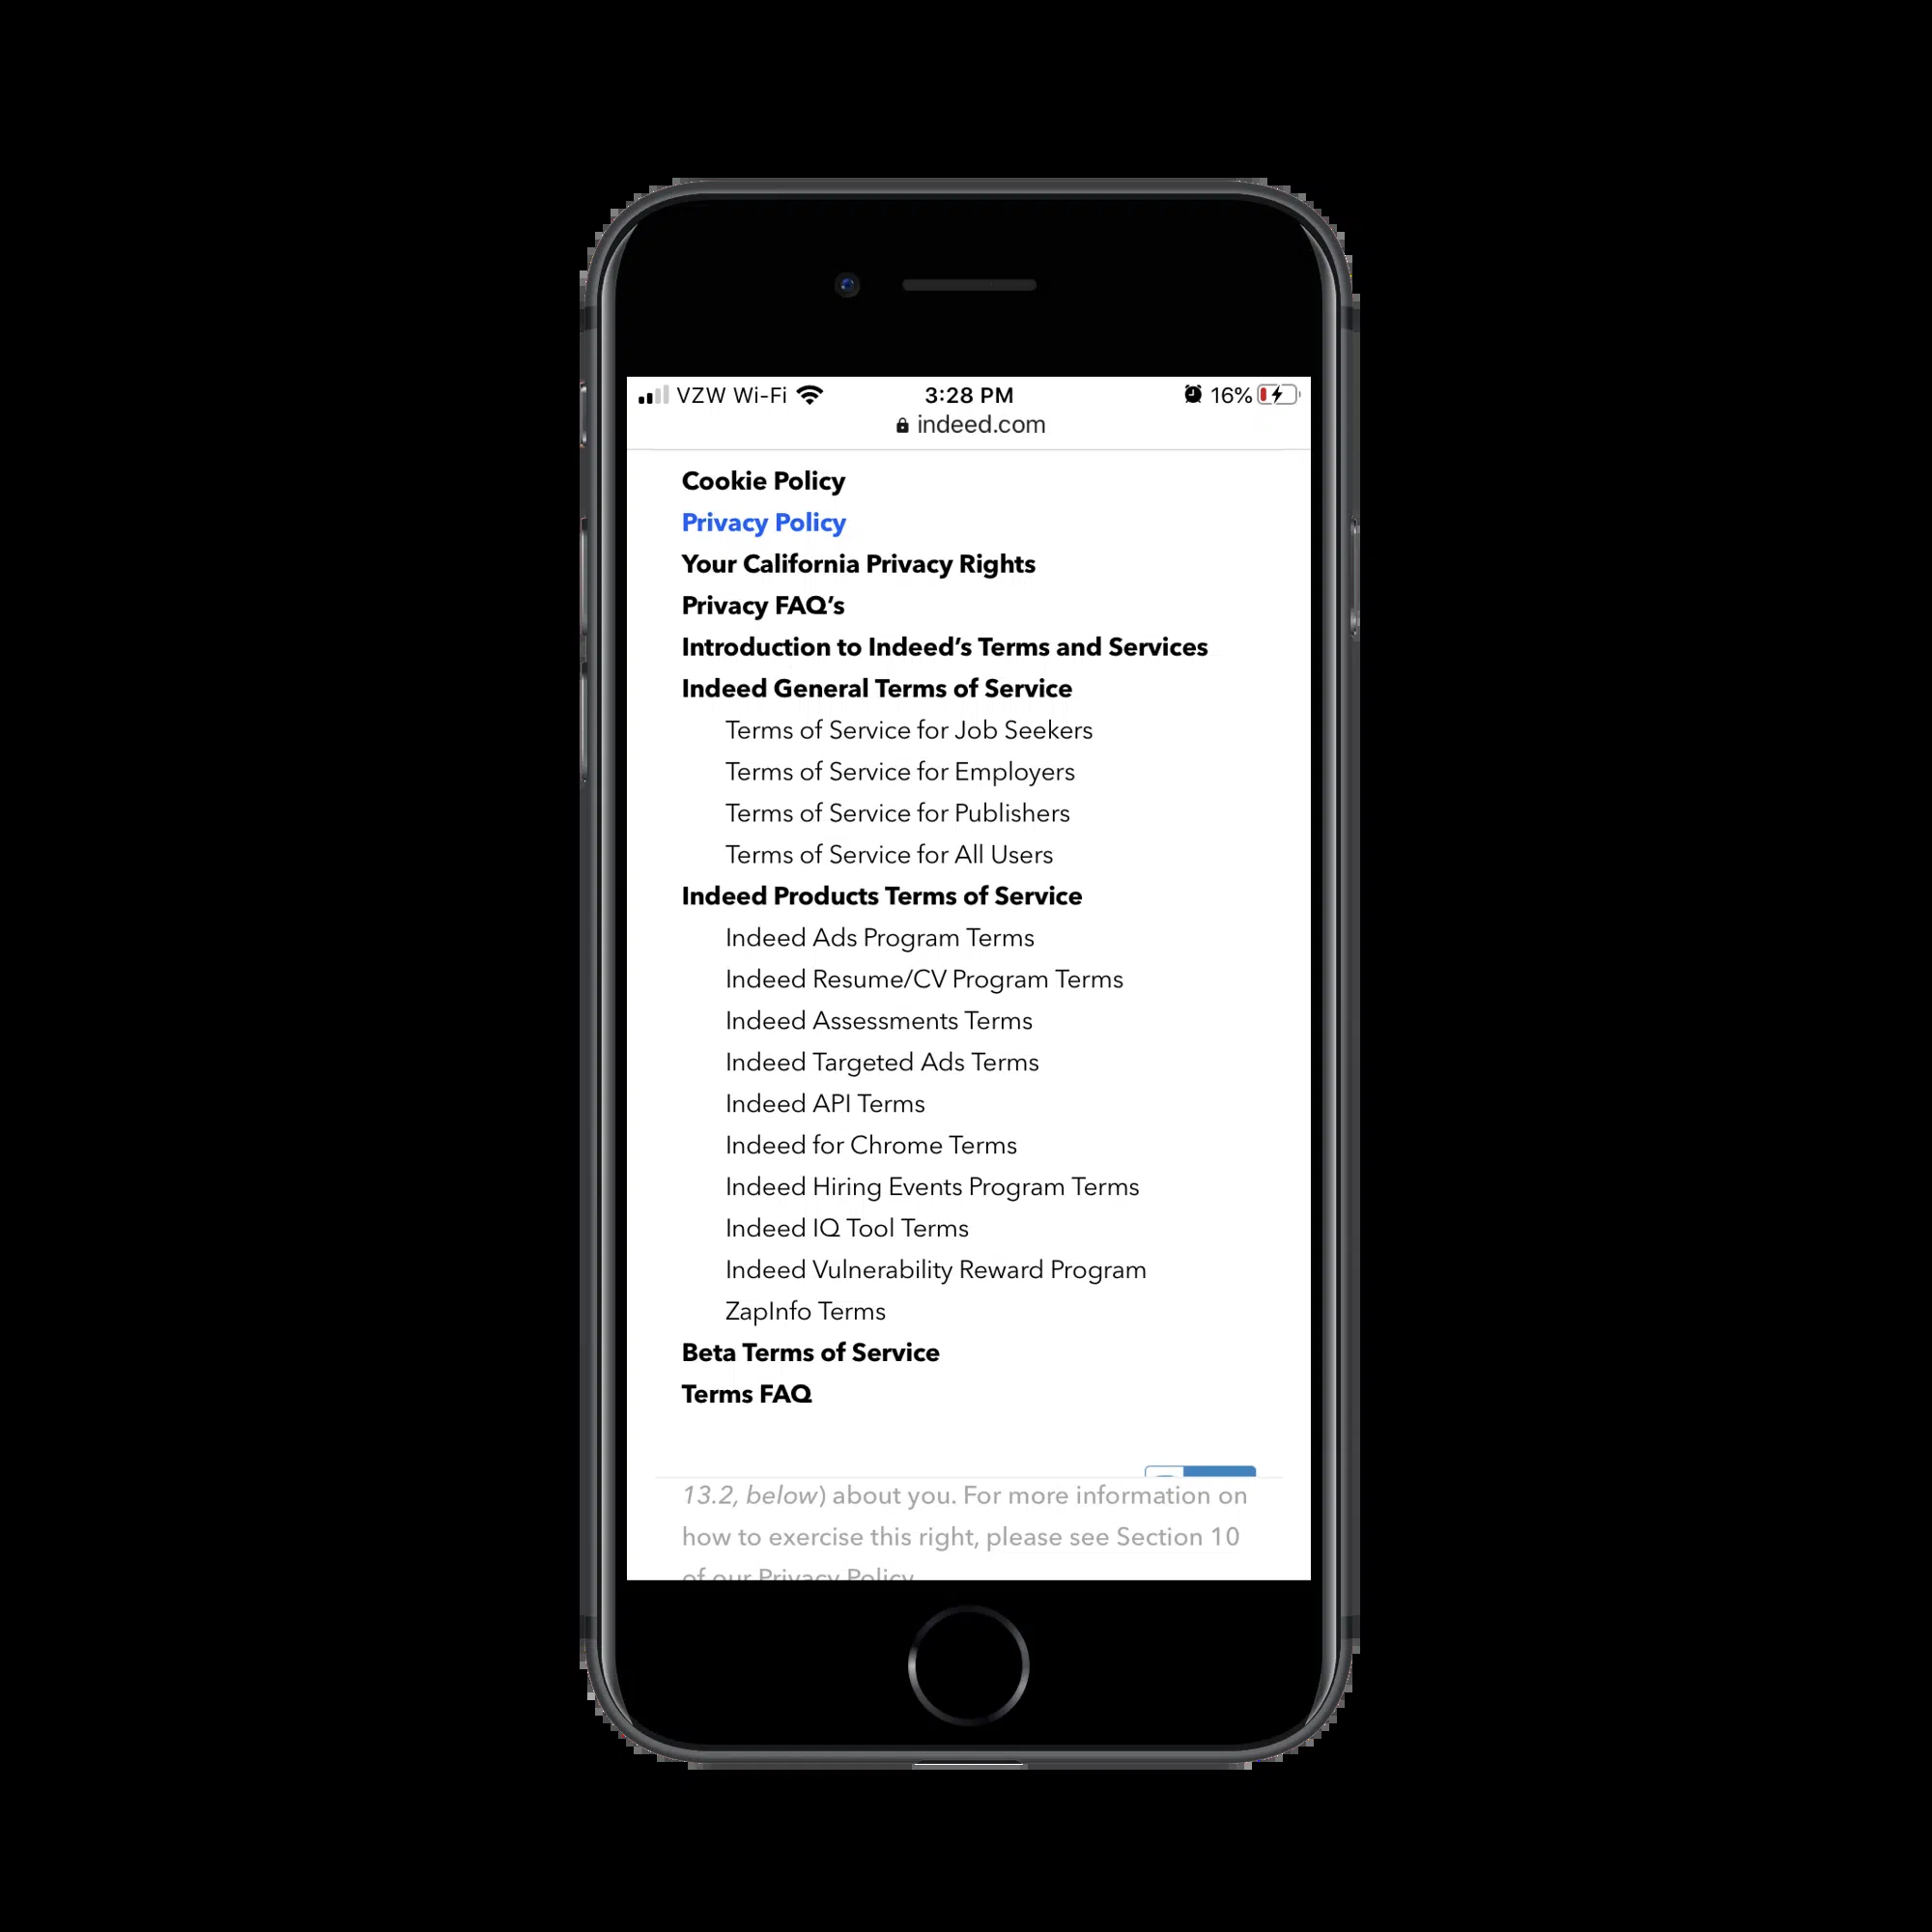 VZW Wi-Fi 3:28 PM 16%
indeed.com
Cookie Policy
Privacy Policy
Your California Privacy Rights
Privacy FAQ’s
Introduction to Indeed’s Terms and Services
Indeed General Terms of Service
Terms of Service for Job Seekers
Terms of Service for Employers
Terms of Service for Publishers
Terms of Service for All Users
Indeed Products Terms of Service
Indeed Ads Program Terms
Indeed Resume/CV Program Terms
Indeed Assessments Terms
Indeed Targeted Ads Terms
Indeed API Terms
Indeed for Chrome Terms
Indeed Hiring Events Program Terms
Indeed IQ Tool Terms
Indeed Vulnerability Reward Program
ZapInfo Terms
Beta Terms of Service
Terms FAQ
13.2, below) about you. For more information on
how to exercise this right, please see Section 10
of our Privacy Policy